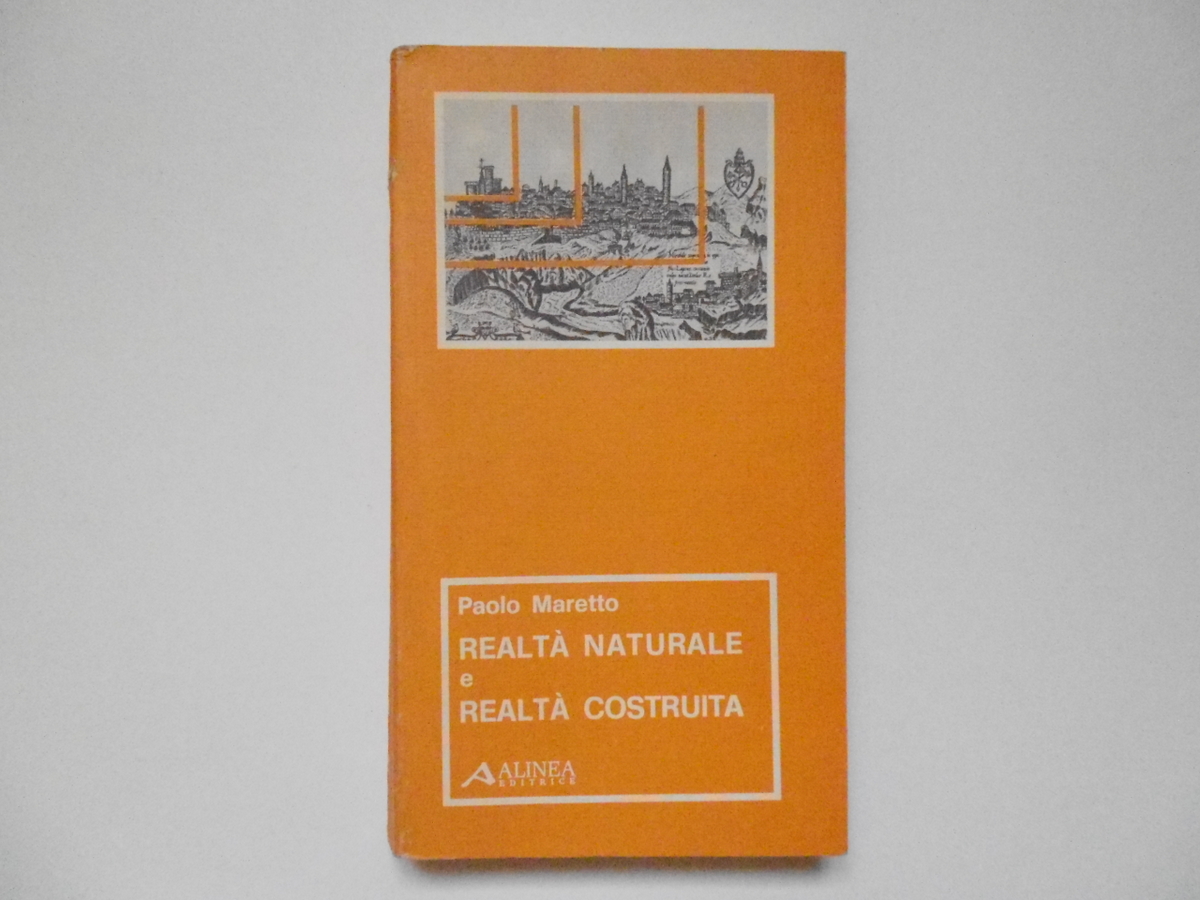 Paolo Maretto
REALTÀ NATURALE
e
REALTÀ COSTRUITA
ALINEA
EDITRICE